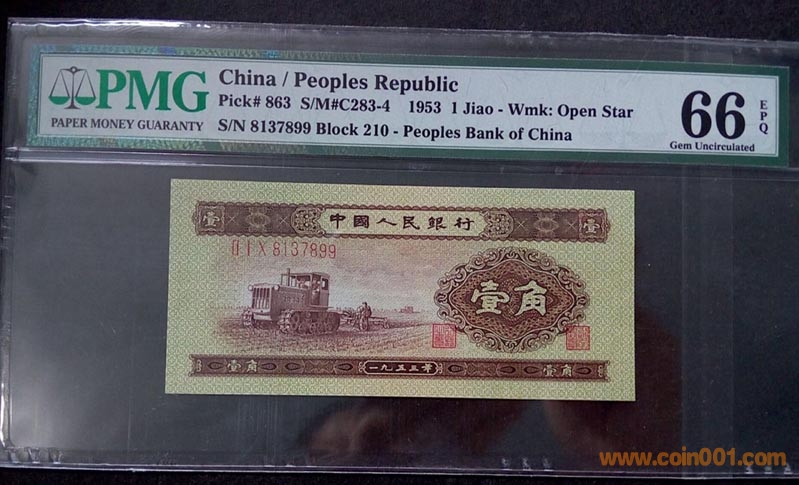 PMG
PAPER MONEY GUARANTY
China / Peoples Republic
Pick# 863 S/M#C283-4 1953 1 Jiao - Wmk: Open Star
S/N 8137899 Block 210 - Peoples Bank of China
66
EPQ
Gem Uncirculated
壹 中國人民銀行 壹
II I X 8137899
壹角
壹角 一九五三年 壹角
www.coin001.com